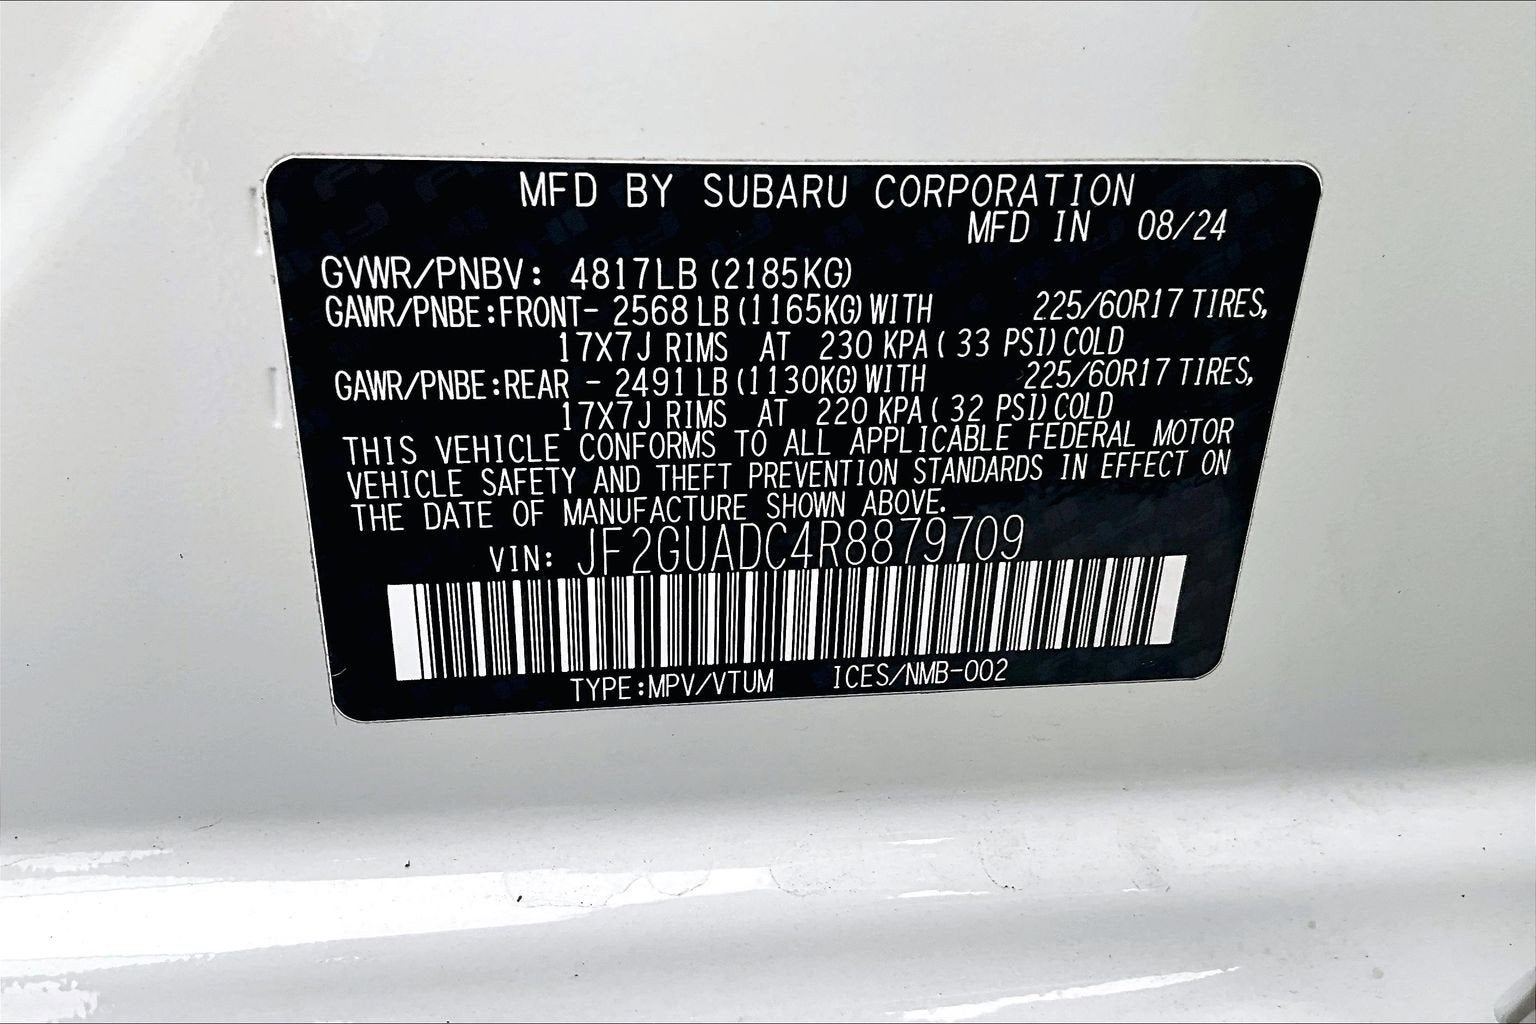 MFD BY SUBARU CORPORATION
MFD IN 08/24
GVWR/PNBV: 4817LB (2185KG)
GAWR/PNBE:FRONT- 2568 LB (1165KG) WITH 225/60R17 TIRES,
17X7J RIMS AT 230 KPA ( 33 PSI) COLD
GAWR/PNBE:REAR - 2491 LB (1130KG) WITH 225/60R17 TIRES,
17X7J RIMS AT 220 KPA ( 32 PSI) COLD
THIS VEHICLE CONFORMS TO ALL APPLICABLE FEDERAL MOTOR
VEHICLE SAFETY AND THEFT PREVENTION STANDARDS IN EFFECT ON
THE DATE OF MANUFACTURE SHOWN ABOVE.
VIN: JF2GUADC4R8879709
TYPE:MPV/VTUM ICES/NMB-002